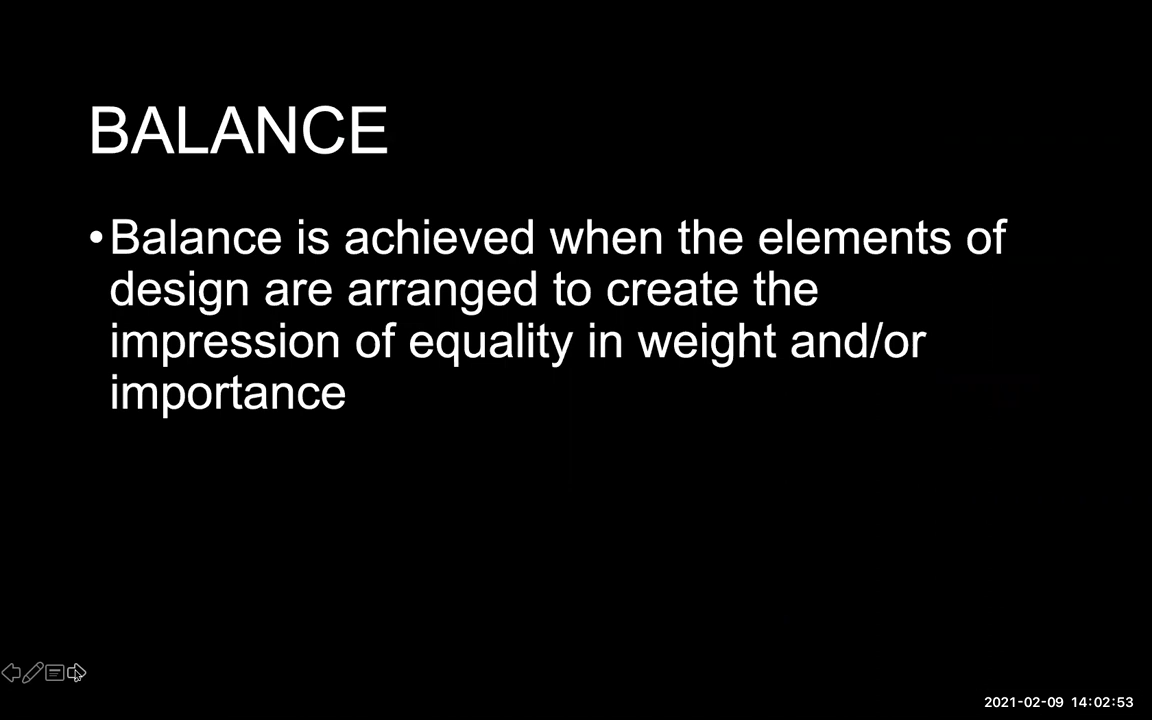 BALANCE
•Balance is achieved when the elements of
design are arranged to create the
impression of equality in weight and/or
importance
2021-02-09 14:02:53